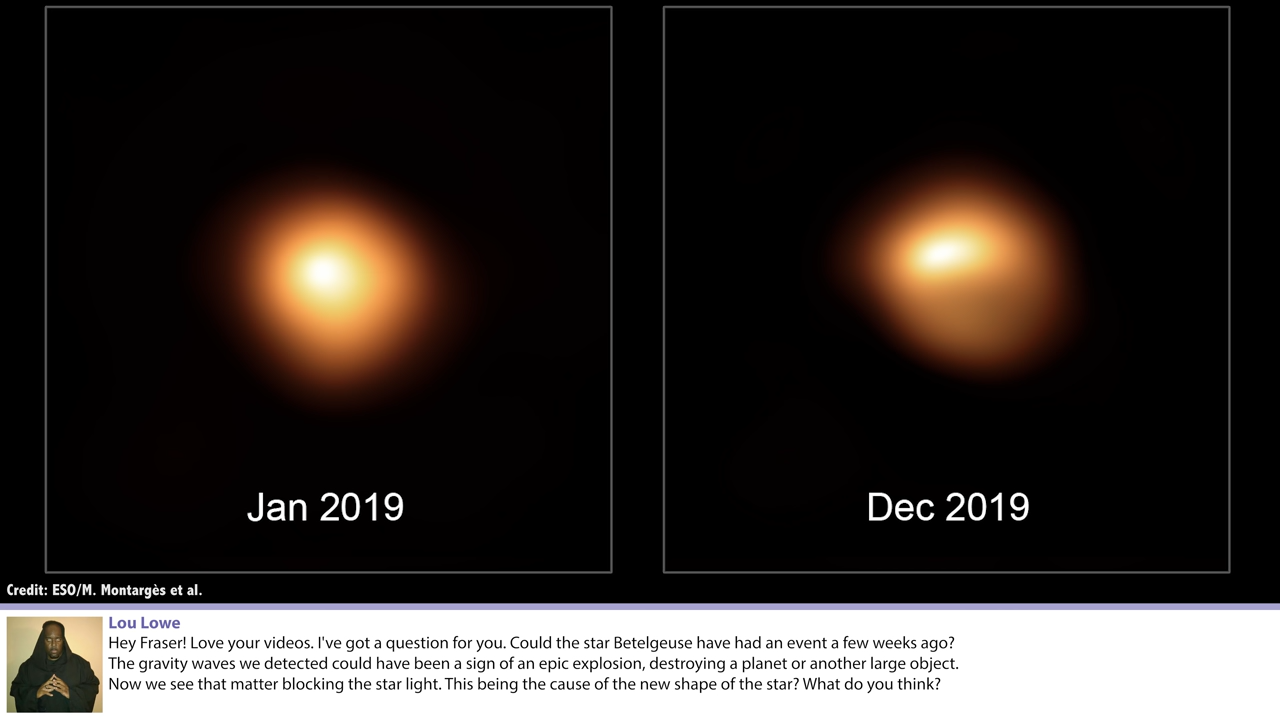 Jan 2019
Dec 2019
Credit: ESO/M. Montargès et al.
Lou Lowe
Hey Fraser! Love your videos. I've got a question for you. Could the star Betelgeuse have had an event a few weeks ago?
The gravity waves we detected could have been a sign of an epic explosion, destroying a planet or another large object.
Now we see that matter blocking the star light. This being the cause of the new shape of the star? What do you think?